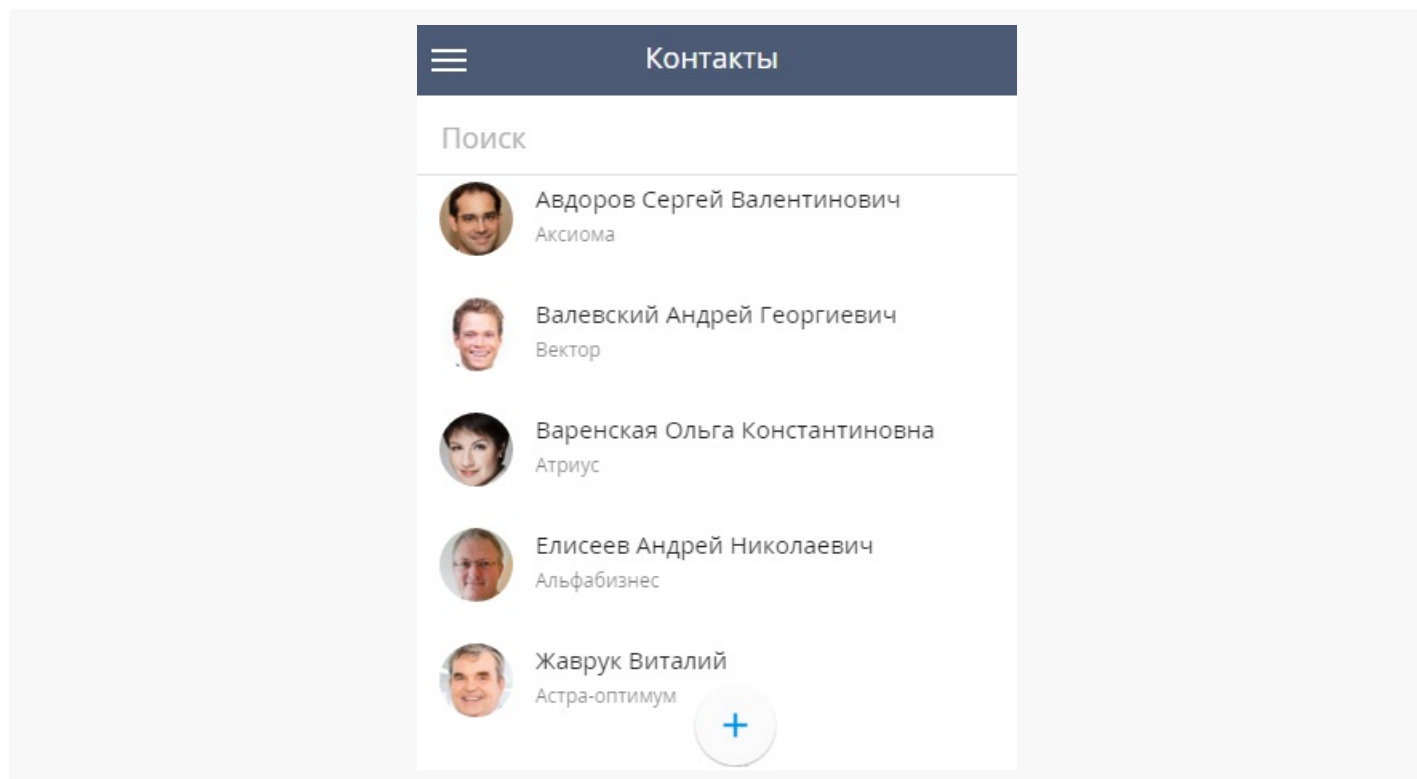 Контакты
Поиск
Авдоров Сергей Валентинович
Аксиома
Валевский Андрей Георгиевич
Вектор
Варенская Ольга Константиновна
Атриус
Елисеев Андрей Николаевич
Альфабизнес
Жаврук Виталий
Астра-оптимум
+